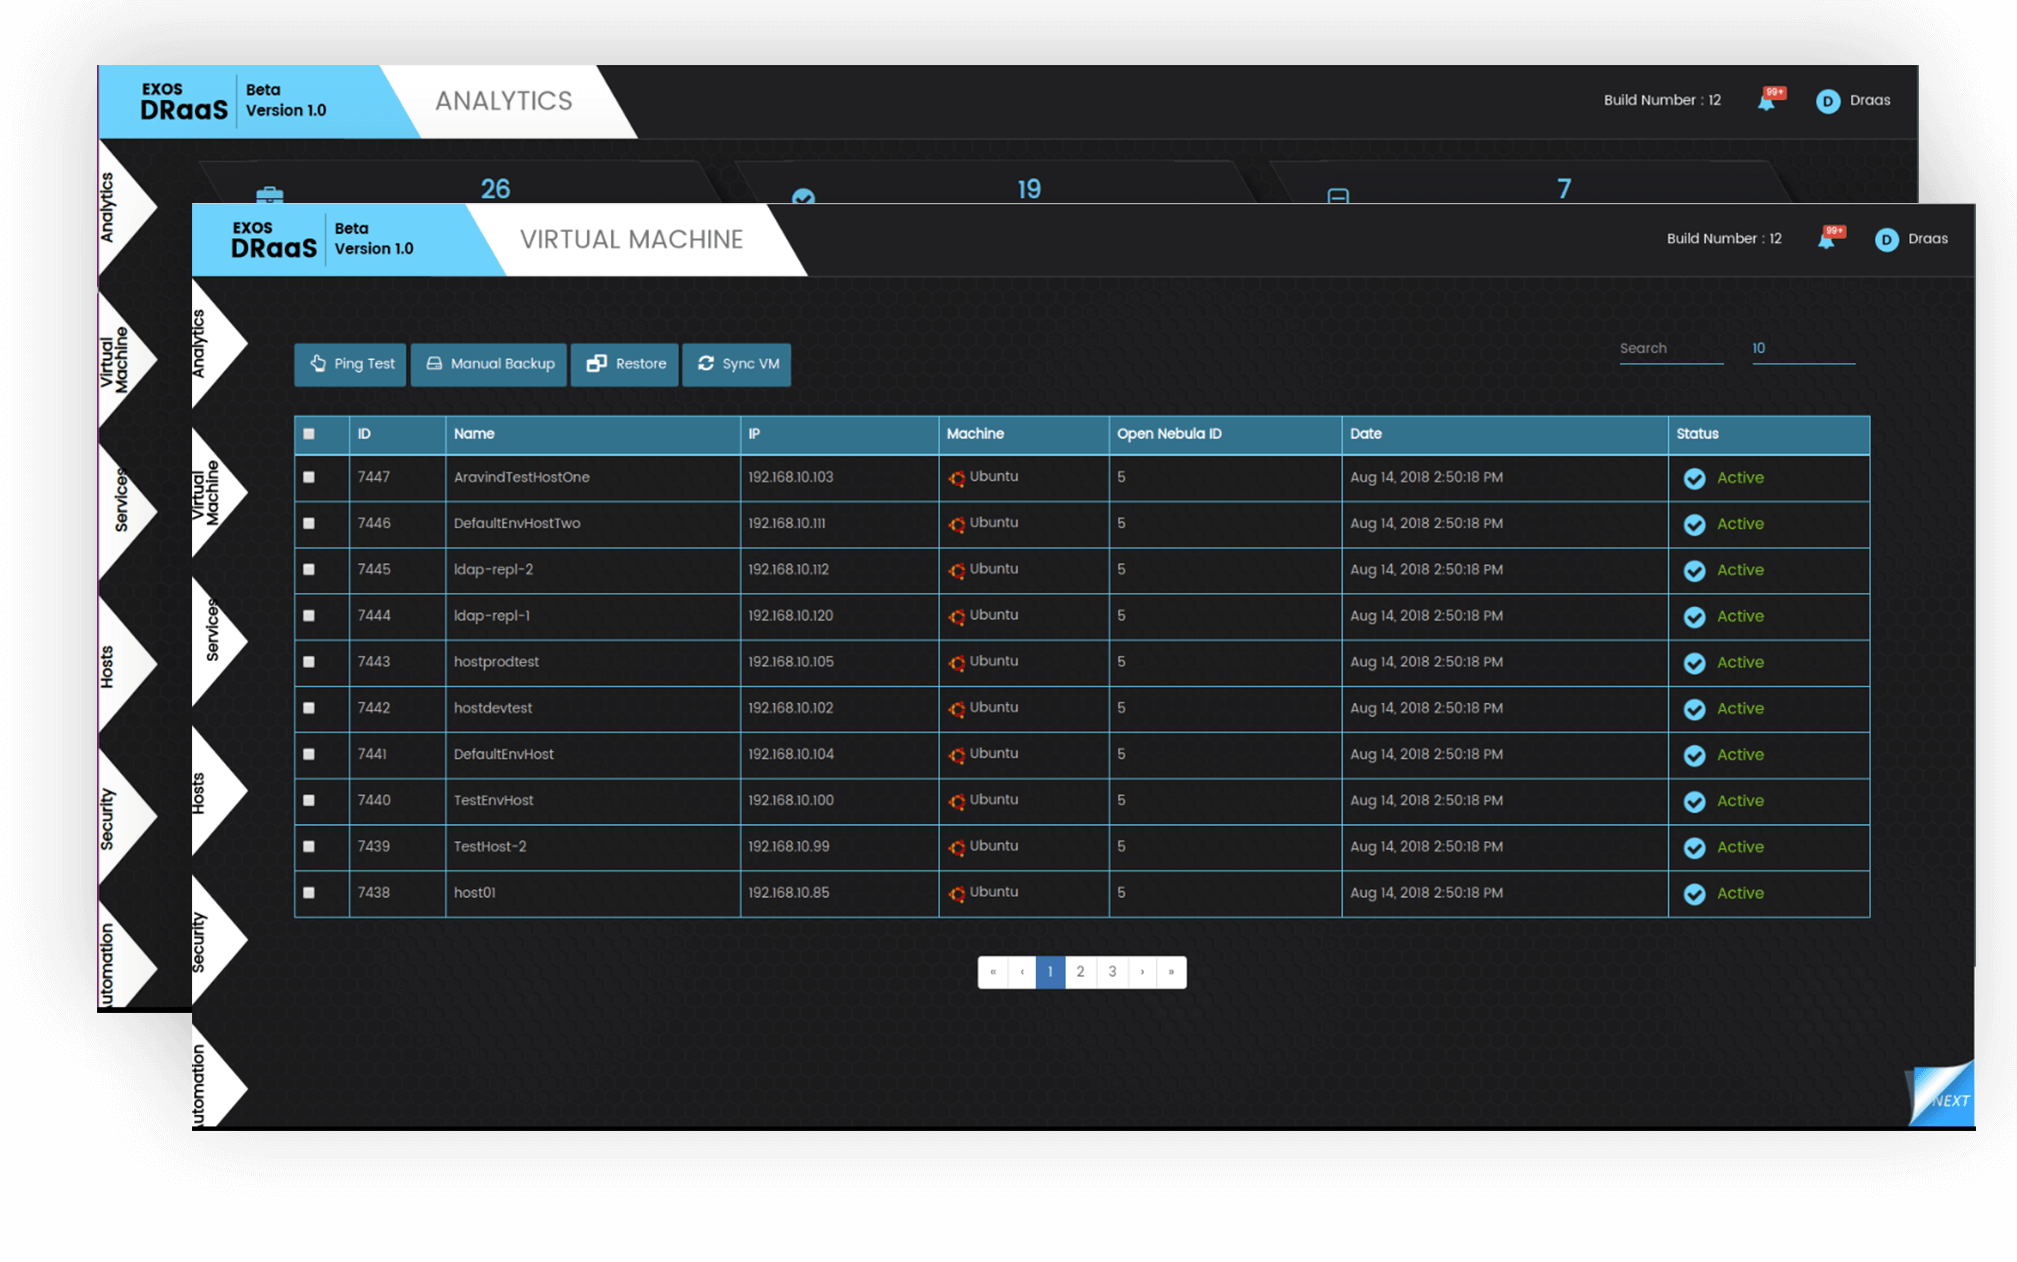 EXOS
DRaaS
Beta
Version 1.0
ANALYTICS
Build Number : 12
99+
D
Draas
26
19
7
Analytics
Virtual
Machine
Services
Hosts
Security
utomation
EXOS
DRaaS
Beta
Version 1.0
VIRTUAL MACHINE
Build Number : 12
99+
D
Draas
Analytics
Virtual
Machine
Services
Hosts
Security
utomation
Ping Test
Manual Backup
Restore
Sync VM
Search
10
ID Name IP Machine Open Nebula ID Date Status
7447 AravindTestHostOne 192.168.10.103 Ubuntu 5 Aug 14, 2018 2:50:18 PM Active
7446 DefaultEnvHostTwo 192.168.10.111 Ubuntu 5 Aug 14, 2018 2:50:18 PM Active
7445 ldap-repl-2 192.168.10.112 Ubuntu 5 Aug 14, 2018 2:50:18 PM Active
7444 ldap-repl-1 192.168.10.120 Ubuntu 5 Aug 14, 2018 2:50:18 PM Active
7443 hostprodtest 192.168.10.105 Ubuntu 5 Aug 14, 2018 2:50:18 PM Active
7442 hostdevtest 192.168.10.102 Ubuntu 5 Aug 14, 2018 2:50:18 PM Active
7441 DefaultEnvHost 192.168.10.104 Ubuntu 5 Aug 14, 2018 2:50:18 PM Active
7440 TestEnvHost 192.168.10.100 Ubuntu 5 Aug 14, 2018 2:50:18 PM Active
7439 TestHost-2 192.168.10.99 Ubuntu 5 Aug 14, 2018 2:50:18 PM Active
7438 host01 192.168.10.85 Ubuntu 5 Aug 14, 2018 2:50:18 PM Active
« ‹ 1 2 3 › »
NEXT